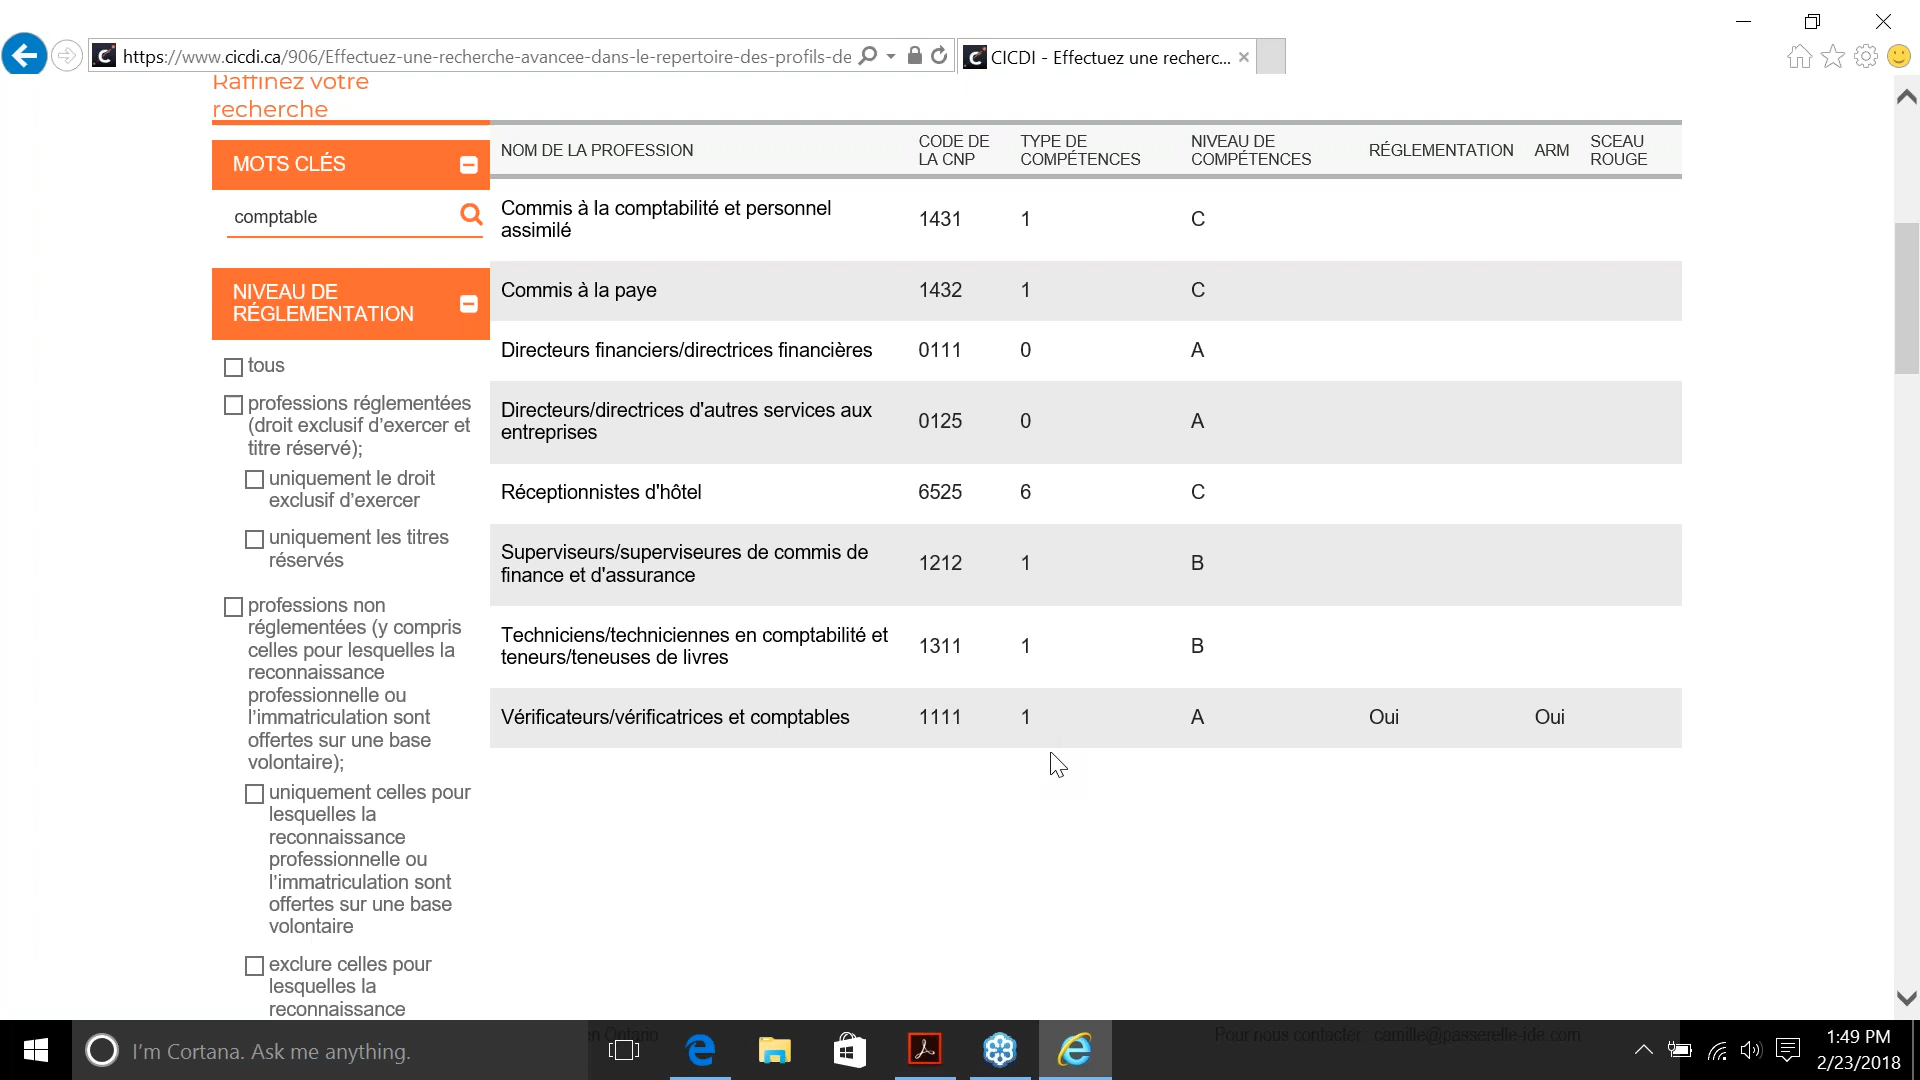 https://www.cicdi.ca/906/Effectuez-une-recherche-avancee-dans-le-repertoire-des-profils-de
CICDI - Effectuez une recherc...
Raffinez votre
recherche
MOTS CLÉS
comptable
NIVEAU DE
RÉGLEMENTATION
tous
professions réglementées
(droit exclusif d'exercer et
titre réservé);
uniquement le droit
exclusif d'exercer
uniquement les titres
réservés
professions non
réglementées (y compris
celles pour lesquelles la
reconnaissance
professionnelle ou
l'immatriculation sont
offertes sur une base
volontaire);
uniquement celles pour
lesquelles la
reconnaissance
professionnelle ou
l'immatriculation sont
offertes sur une base
volontaire
exclure celles pour
lesquelles la
reconnaissance
NOM DE LA PROFESSION CODE DE LA CNP TYPE DE COMPÉTENCES NIVEAU DE COMPÉTENCES RÉGLEMENTATION ARM SCEAU ROUGE
Commis à la comptabilité et personnel
assimilé 1431 1 C
Commis à la paye 1432 1 C
Directeurs financiers/directrices financières 0111 0 A
Directeurs/directrices d'autres services aux
entreprises 0125 0 A
Réceptionnistes d'hôtel 6525 6 C
Superviseurs/superviseures de commis de
finance et d'assurance 1212 1 B
Techniciens/techniciennes en comptabilité et
teneurs/teneuses de livres 1311 1 B
Vérificateurs/vérificatrices et comptables 1111 1 A Oui Oui
en Ontario
Pour nous contacter : camille@passerelle-ide.com
I'm Cortana. Ask me anything.
1:49 PM
2/23/2018